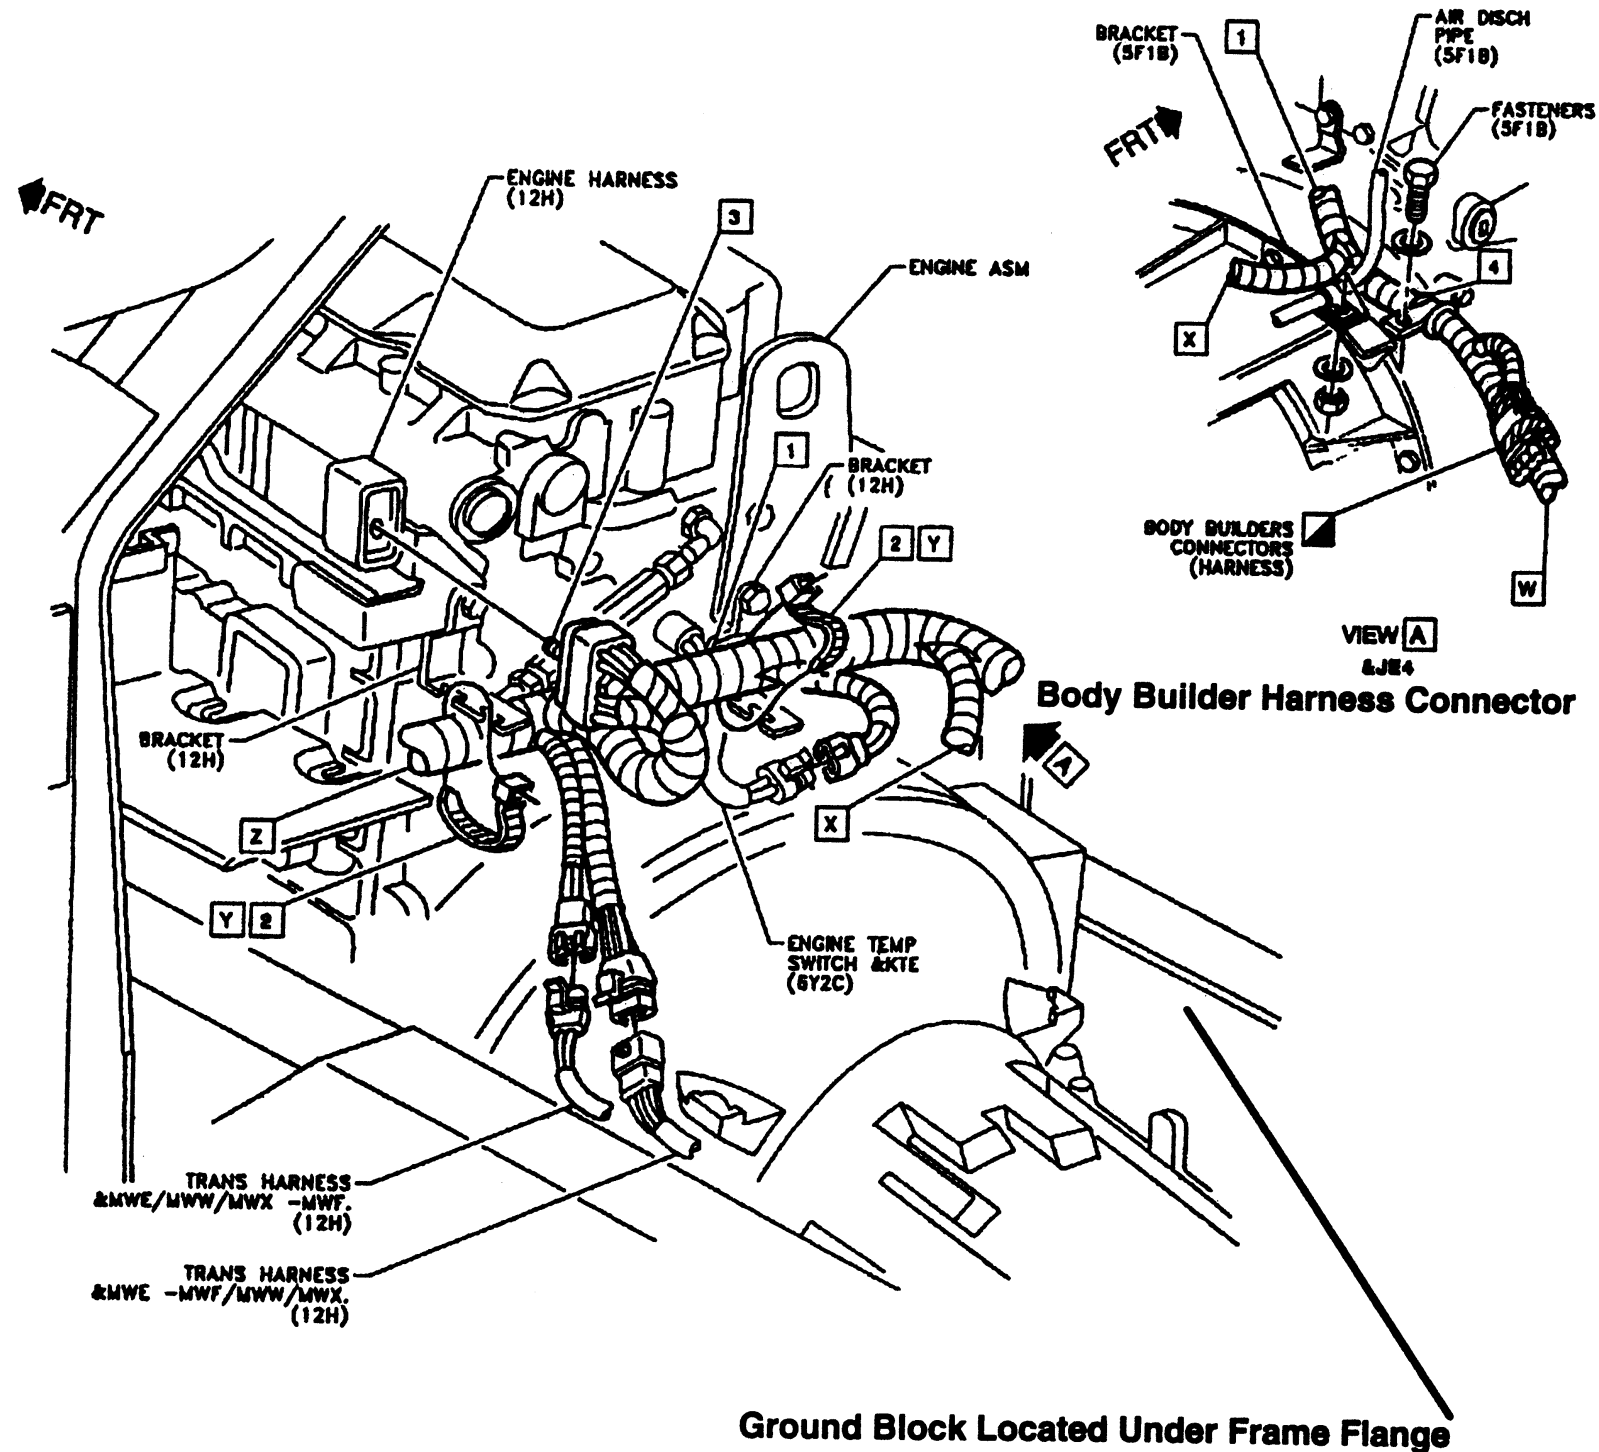 BRACKET
(5F1B)
1
AIR DISCH
PIPE
(5F1B)
FASTENERS
(5F1B)
FRT
4
X
BODY BUILDERS
CONNECTORS
(HARNESS)
W
VIEW A
&JE4
Body Builder Harness Connector
FRT
ENGINE HARNESS
(12H)
3
ENGINE ASM
1
BRACKET
(12H)
2 Y
BRACKET
(12H)
A
X
Z
Y 2
ENGINE TEMP
SWITCH &KTE
(6Y2C)
TRANS HARNESS
&MWE/MWW/MWX -MWF.
(12H)
TRANS HARNESS
&MWE -MWF/MWW/MWX.
(12H)
Ground Block Located Under Frame Flange